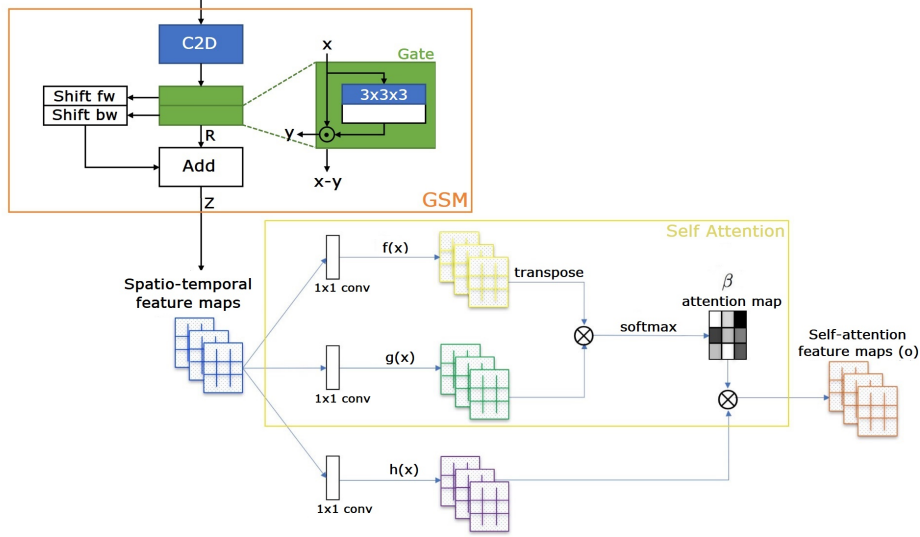 C2D
x
Gate
3x3x3
Shift fw
Shift bw
y
R
Add
x-y
GSM
Z
Self Attention
Spatio-temporal
feature maps
f(x)
1x1 conv
transpose
β
attention map
softmax
Self-attention
feature maps (o)
g(x)
1x1 conv
h(x)
1x1 conv